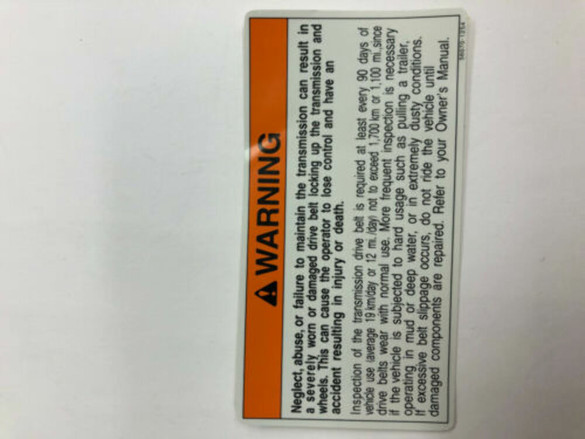 WARNING
Neglect, abuse, or failure to maintain the transmission can result in
a severely worn or damaged drive belt locking up the transmission and
wheels. This can cause the operator to lose control and have an
accident resulting in injury or death.
Inspection of the transmission drive belt is required at least every 90 days of
vehicle use (average 19 km/day or 12 mi./day) not to exceed 1,700 km or 1,100 mi.,since
drive belts wear with normal use. More frequent inspection is necessary
if the vehicle is subjected to hard usage such as pulling a trailer,
operating in mud or deep water, or in extremely dusty conditions.
If excessive belt slippage occurs, do not ride the vehicle until
damaged components are repaired. Refer to your Owner's Manual.